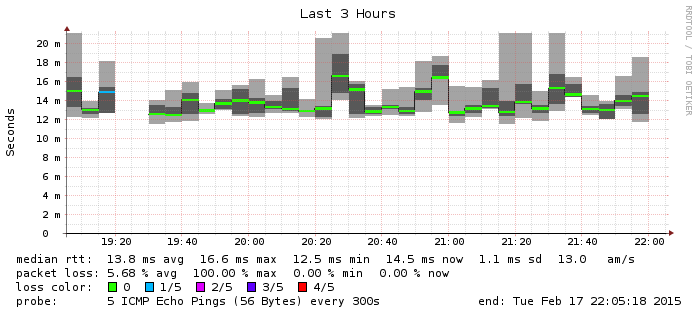 Last 3 Hours
RRDTOOL / TOBI OETIKER
Seconds
20 m
18 m
16 m
14 m
12 m
10 m
8 m
6 m
4 m
2 m
0
19:20 19:40 20:00 20:20 20:40 21:00 21:20 21:40 22:00
median rtt: 13.8 ms avg 16.6 ms max 12.5 ms min 14.5 ms now 1.1 ms sd 13.0 am/s
packet loss: 5.68 % avg 100.00 % max 0.00 % min 0.00 % now
loss color: 0 1/5 2/5 3/5 4/5
probe: 5 ICMP Echo Pings (56 Bytes) every 300s end: Tue Feb 17 22:05:18 2015